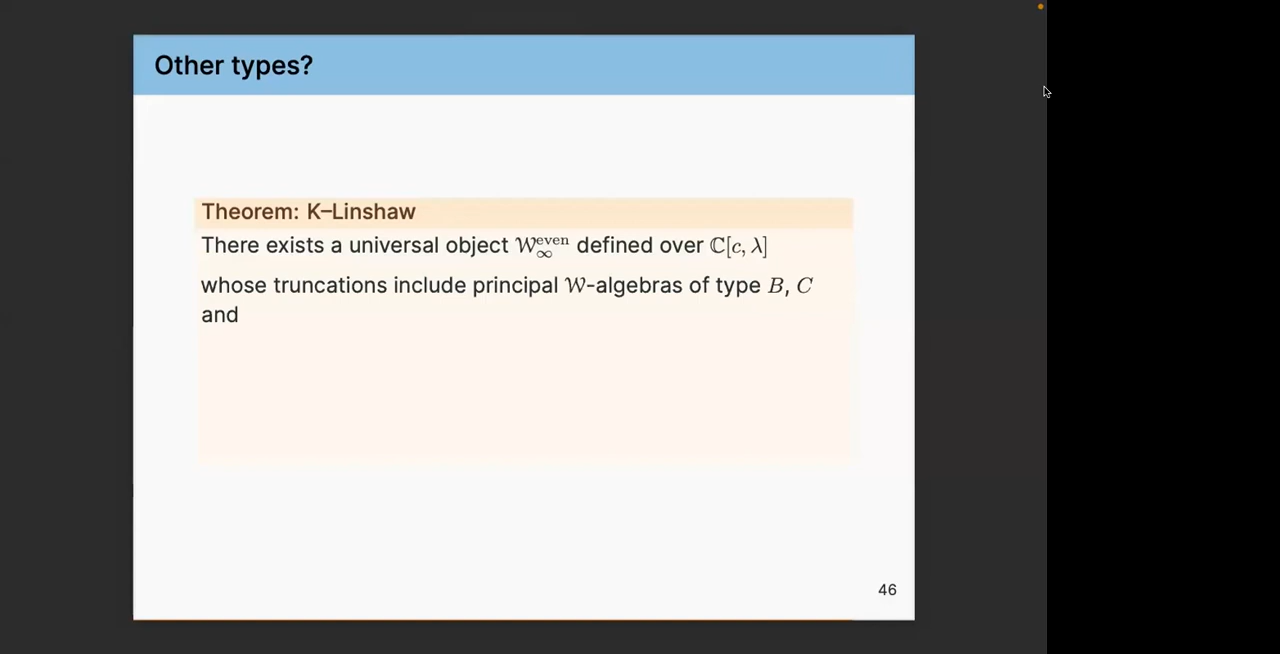 Other types?
Theorem: K–Linshaw
There exists a universal object 𝒲^even_∞ defined over ℂ[c, λ]
whose truncations include principal 𝒲-algebras of type B, C
and
46